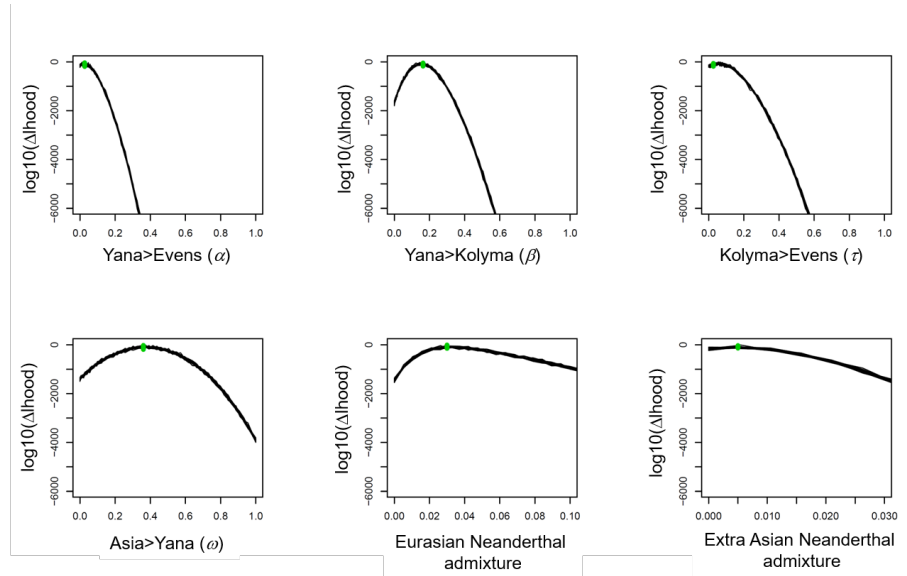 0
-2000
-4000
-6000
log10(Δlhood)
0.0 0.2 0.4 0.6 0.8 1.0
Yana>Evens (α)
0
-2000
-4000
-6000
log10(Δlhood)
0.0 0.2 0.4 0.6 0.8 1.0
Yana>Kolyma (β)
0
-2000
-4000
-6000
log10(Δlhood)
0.0 0.2 0.4 0.6 0.8 1.0
Kolyma>Evens (τ)
0
-2000
-4000
-6000
log10(Δlhood)
0.0 0.2 0.4 0.6 0.8 1.0
Asia>Yana (ω)
0
-2000
-4000
-6000
log10(Δlhood)
0.00 0.02 0.04 0.06 0.08 0.10
Eurasian Neanderthal
admixture
0
-2000
-4000
-6000
log10(Δlhood)
0.000 0.010 0.020 0.030
Extra Asian Neanderthal
admixture